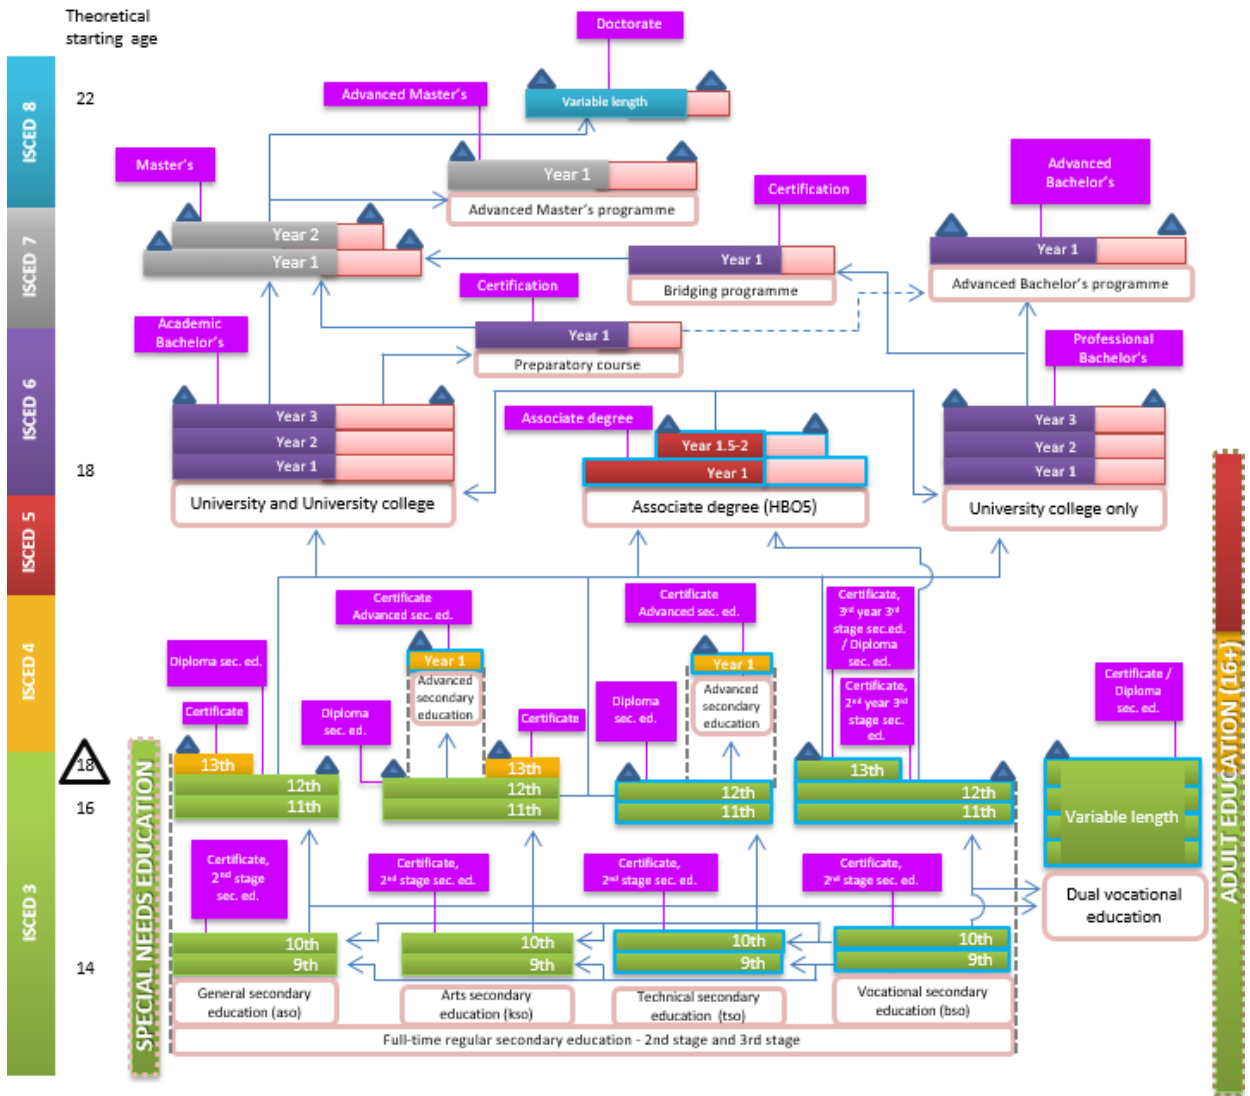 Theoretical
starting age
Doctorate
22
Variable length
Advanced Master's
ISCED 8
Master's
Year 1
Advanced Master's programme
Advanced
Bachelor's
Certification
ISCED 7
Year 2
Year 1
Year 1
Bridging programme
Year 1
Advanced Bachelor's programme
Certification
Academic
Bachelor's
Year 1
Preparatory course
Professional
Bachelor's
ISCED 6
Year 3
Year 2
Year 1
University and University college
Associate degree
Year 1.5-2
Year 1
Associate degree (HBO5)
Year 3
Year 2
Year 1
University college only
18
ISCED 5
ISCED 4
Certificate
Advanced sec. ed.
Year 1
Advanced
secondary
education
Certificate
Advanced sec. ed.
Year 1
Advanced
secondary
education
Certificate,
3rd year 3rd
stage sec.ed.
/ Diploma
sec. ed.
Certificate,
2nd year 3rd
stage sec.
ed.
Diploma sec. ed.
Certificate
Diploma
sec. ed.
Certificate
Diploma
sec. ed.
Certificate /
Diploma
sec. ed.
18
16
13th
12th
11th
13th
12th
11th
12th
11th
13th
12th
11th
Variable length
Dual vocational
education
ISCED 3
SPECIAL NEEDS EDUCATION
ADULT EDUCATION (16+)
Certificate,
2nd stage
sec. ed.
Certificate,
2nd stage sec. ed.
Certificate,
2nd stage sec. ed.
Certificate,
2nd stage sec. ed.
14
10th
9th
10th
9th
10th
9th
10th
9th
General secondary
education (aso)
Arts secondary
education (kso)
Technical secondary
education (tso)
Vocational secondary
education (bso)
Full-time regular secondary education - 2nd stage and 3rd stage